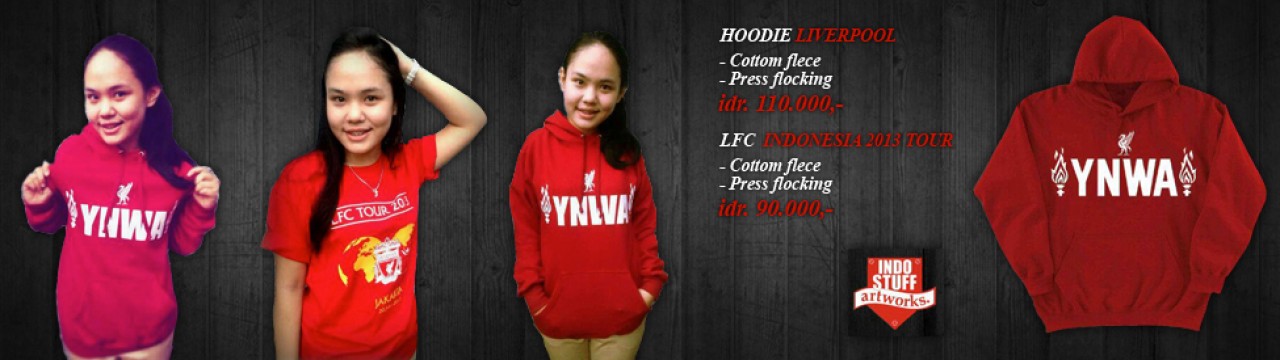 YNWA
LFC TOUR 2013
JAKARTA
YNWA
HOODIE LIVERPOOL
- Cottom flece
- Press flocking
idr. 110.000,-
LFC INDONESIA 2013 TOUR
- Cottom flece
- Press flocking
idr. 90.000,-
INDO
STUFF
artworks.
YNWA